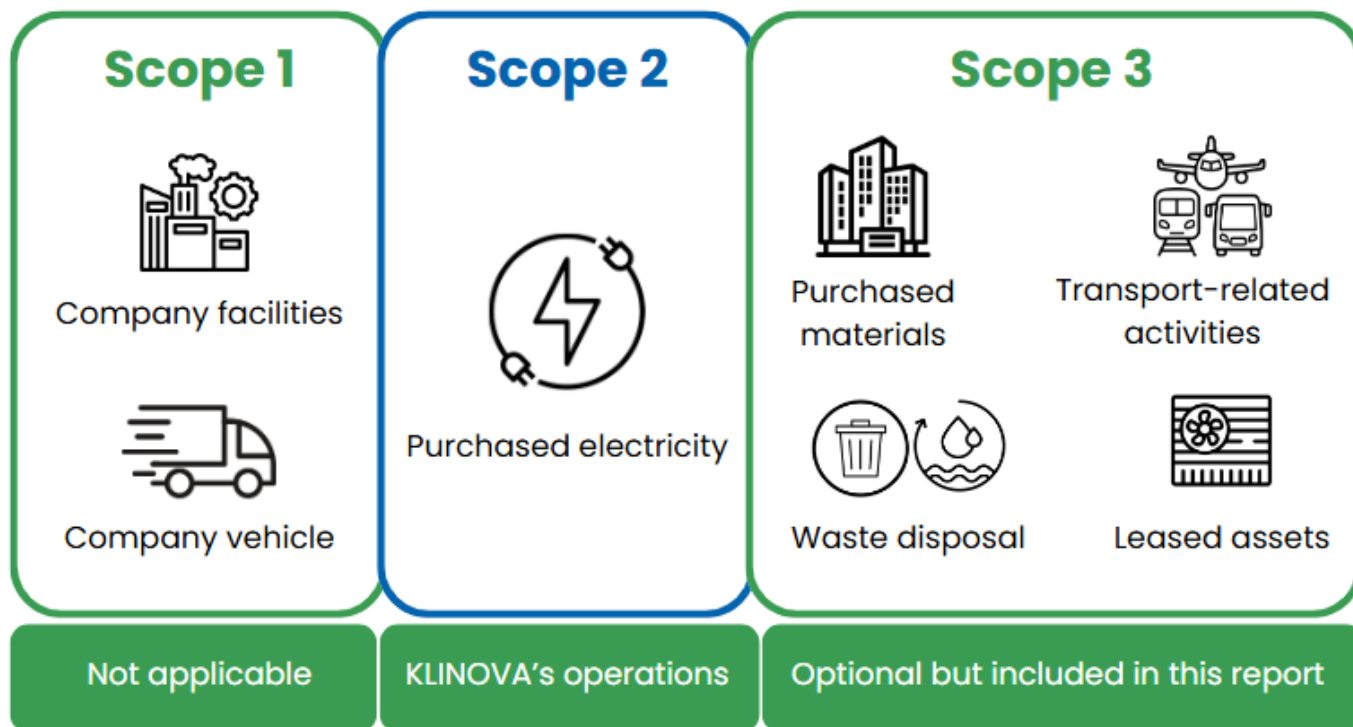 Scope 1
Company facilities
Company vehicle
Not applicable
Scope 2
Purchased electricity
KLINOVA's operations
Scope 3
Purchased
materials
Transport-related
activities
Waste disposal
Leased assets
Optional but included in this report